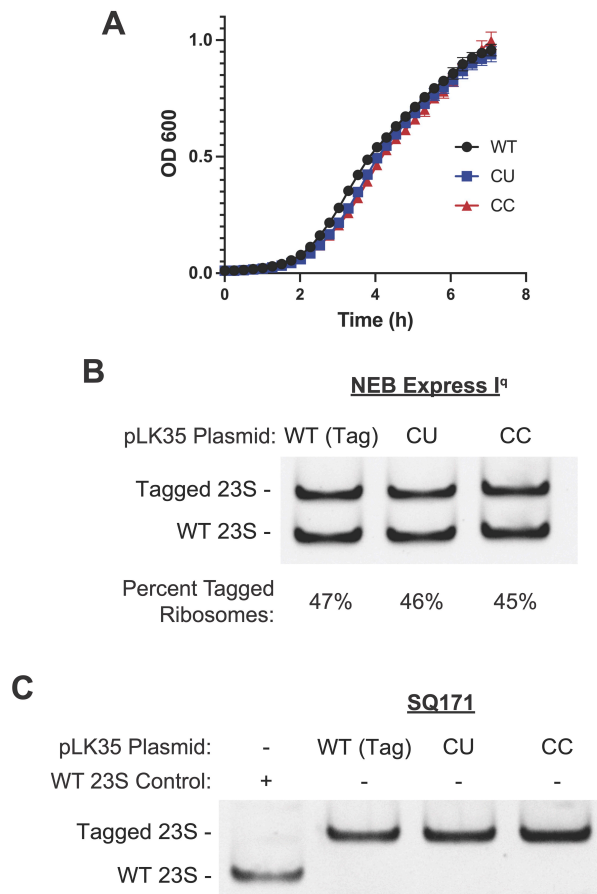 A
1.0
0.5
0.0
OD 600
WT
CU
CC
0 2 4 6 8
Time (h)
B
NEB Express Iq
pLK35 Plasmid: WT (Tag) CU CC
Tagged 23S -
WT 23S -
Percent Tagged
Ribosomes: 47% 46% 45%
C
SQ171
pLK35 Plasmid: - WT (Tag) CU CC
WT 23S Control: + - - -
Tagged 23S -
WT 23S -